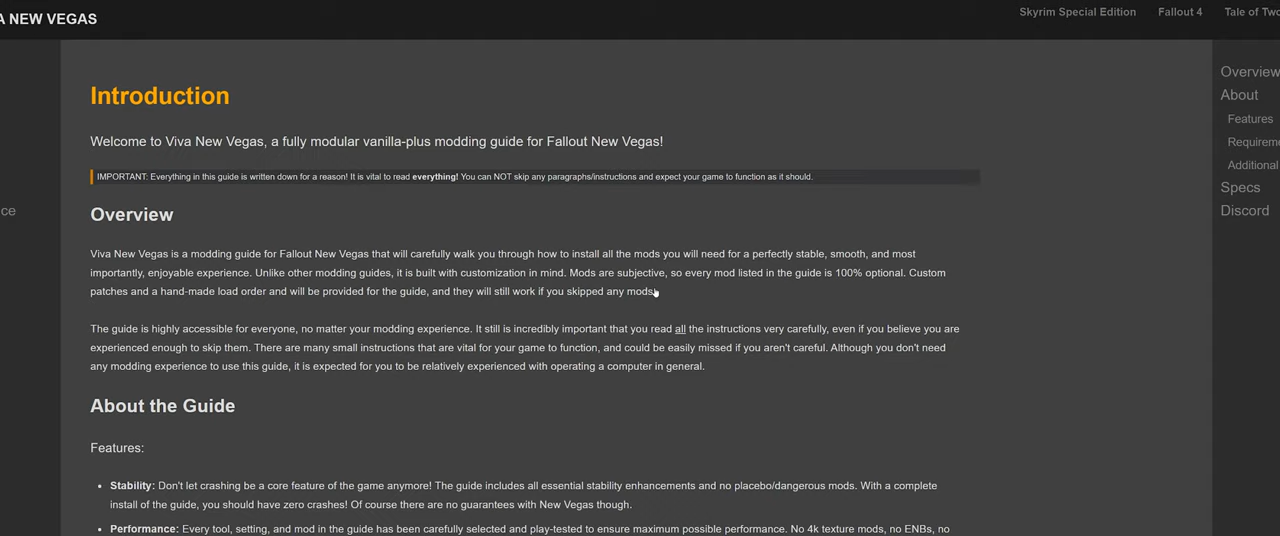 A NEW VEGAS
Skyrim Special Edition Fallout 4 Tale of Two
Introduction
Welcome to Viva New Vegas, a fully modular vanilla-plus modding guide for Fallout New Vegas!
IMPORTANT: Everything in this guide is written down for a reason! It is vital to read everything! You can NOT skip any paragraphs/instructions and expect your game to function as it should.
Overview
Viva New Vegas is a modding guide for Fallout New Vegas that will carefully walk you through how to install all the mods you will need for a perfectly stable, smooth, and most
importantly, enjoyable experience. Unlike other modding guides, it is built with customization in mind. Mods are subjective, so every mod listed in the guide is 100% optional. Custom
patches and a hand-made load order and will be provided for the guide, and they will still work if you skipped any mods!
The guide is highly accessible for everyone, no matter your modding experience. It still is incredibly important that you read all the instructions very carefully, even if you believe you are
experienced enough to skip them. There are many small instructions that are vital for your game to function, and could be easily missed if you aren't careful. Although you don't need
any modding experience to use this guide, it is expected for you to be relatively experienced with operating a computer in general.
About the Guide
Features:
• Stability: Don't let crashing be a core feature of the game anymore! The guide includes all essential stability enhancements and no placebo/dangerous mods. With a complete
install of the guide, you should have zero crashes! Of course there are no guarantees with New Vegas though.
• Performance: Every tool, setting, and mod in the guide has been carefully selected and play-tested to ensure maximum possible performance. No 4k texture mods, no ENBs, no
ce
Overview
About
Features
Requireme
Additional
Specs
Discord